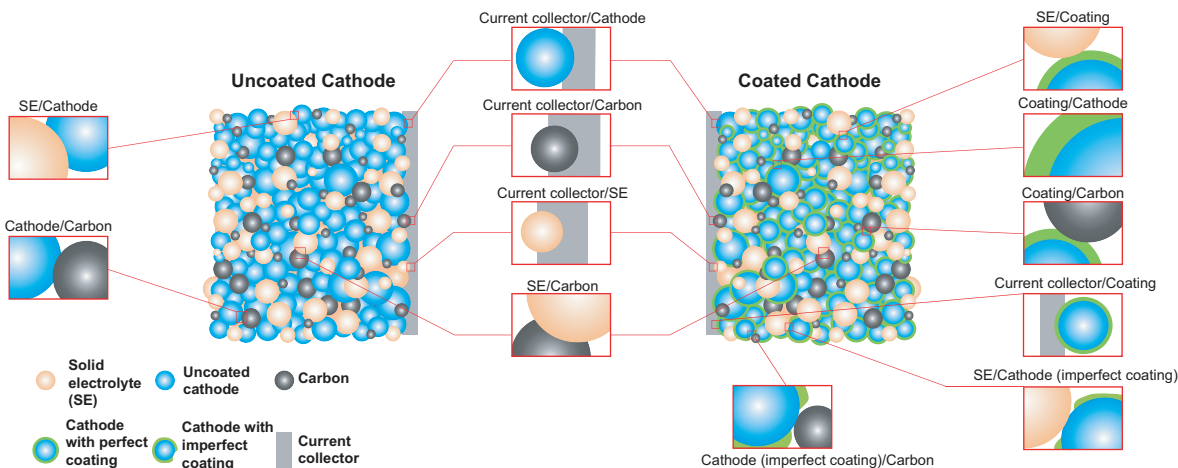 Current collector/Cathode
SE/Coating
Uncoated Cathode
Coated Cathode
SE/Cathode
Current collector/Carbon
Coating/Cathode
Current collector/SE
Coating/Carbon
Cathode/Carbon
SE/Carbon
Current collector/Coating
Solid
electrolyte
(SE)
Uncoated
cathode
Carbon
SE/Cathode (imperfect coating)
Cathode
with perfect
coating
Cathode with
imperfect
coating
Current
collector
Cathode (imperfect coating)/Carbon